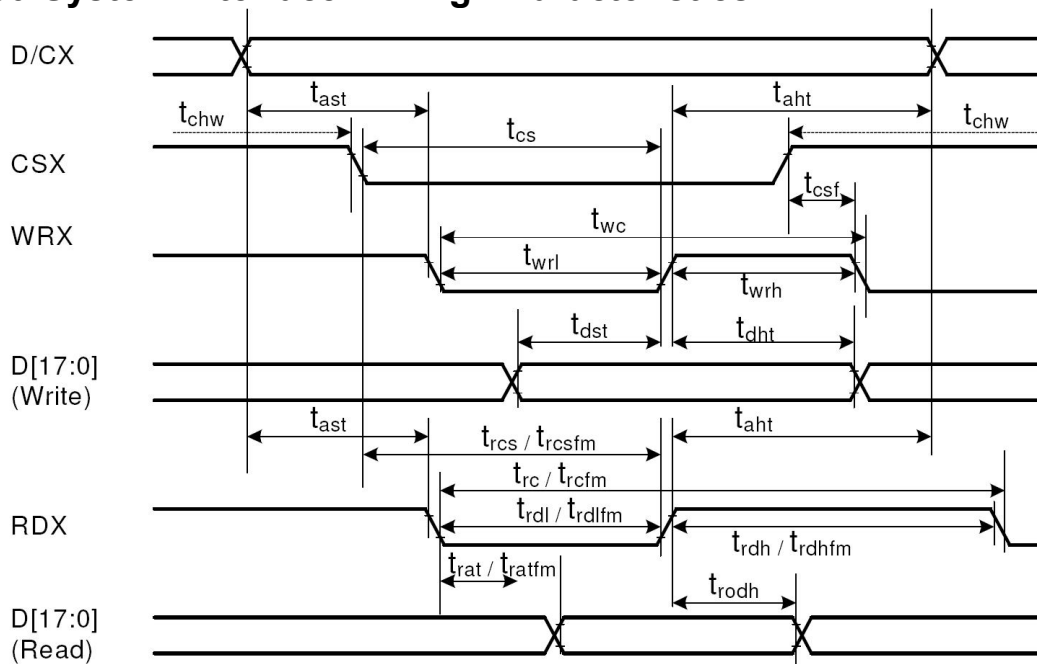 D/CX
t_ast
t_aht
t_chw
t_cs
t_chw
CSX
t_csf
WRX
t_wc
t_wrl
t_wrh
t_dst
t_dht
D[17:0]
(Write)
t_ast
t_aht
t_rcs / t_rcsfm
t_rc / t_rcfm
RDX
t_rdl / t_rdlfm
t_rdh / t_rdhfm
t_rat / t_ratfm
t_rodh
D[17:0]
(Read)